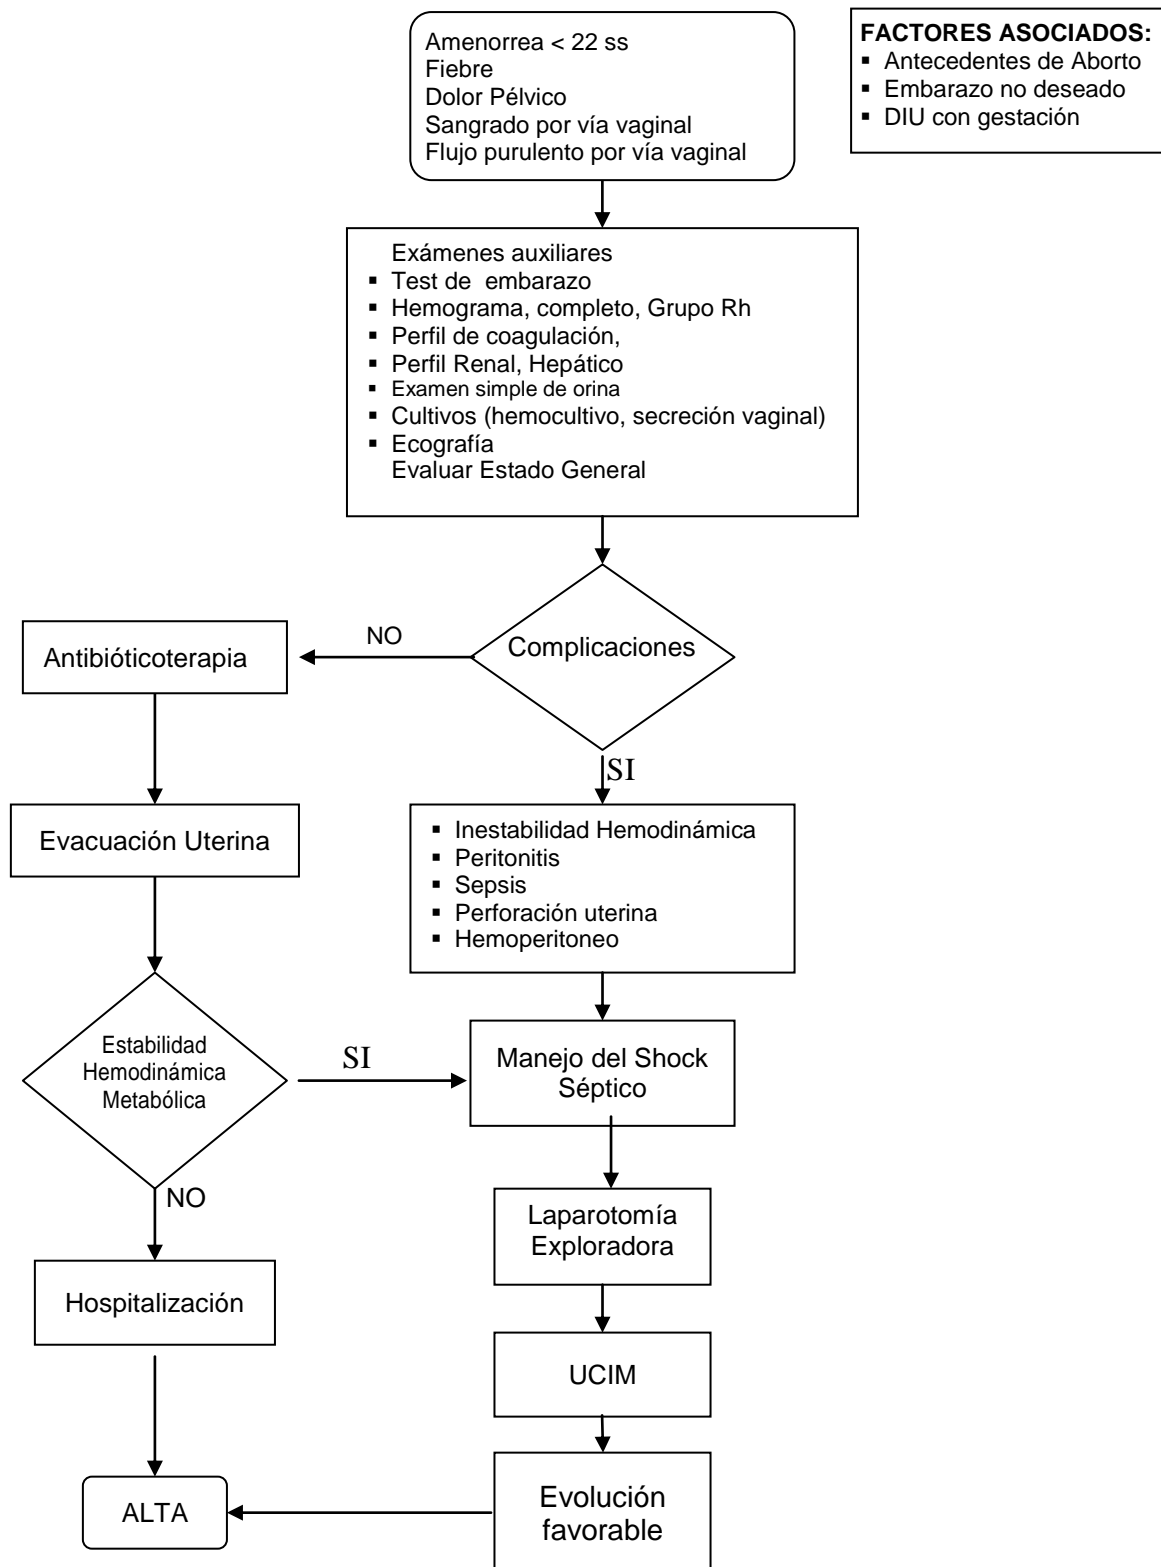 Amenorrea < 22 ss
Fiebre
Dolor Pélvico
Sangrado por vía vaginal
Flujo purulento por vía vaginal
FACTORES ASOCIADOS:
▪ Antecedentes de Aborto
▪ Embarazo no deseado
▪ DIU con gestación
Exámenes auxiliares
▪ Test de embarazo
▪ Hemograma, completo, Grupo Rh
▪ Perfil de coagulación,
▪ Perfil Renal, Hepático
▪ Examen simple de orina
▪ Cultivos (hemocultivo, secreción vaginal)
▪ Ecografía
Evaluar Estado General
Complicaciones
NO
Antibióticoterapia
SI
Evacuación Uterina
▪ Inestabilidad Hemodinámica
▪ Peritonitis
▪ Sepsis
▪ Perforación uterina
▪ Hemoperitoneo
Estabilidad
Hemodinámica
Metabólica
SI
Manejo del Shock
Séptico
NO
Laparotomía
Exploradora
Hospitalización
UCIM
Evolución
favorable
ALTA